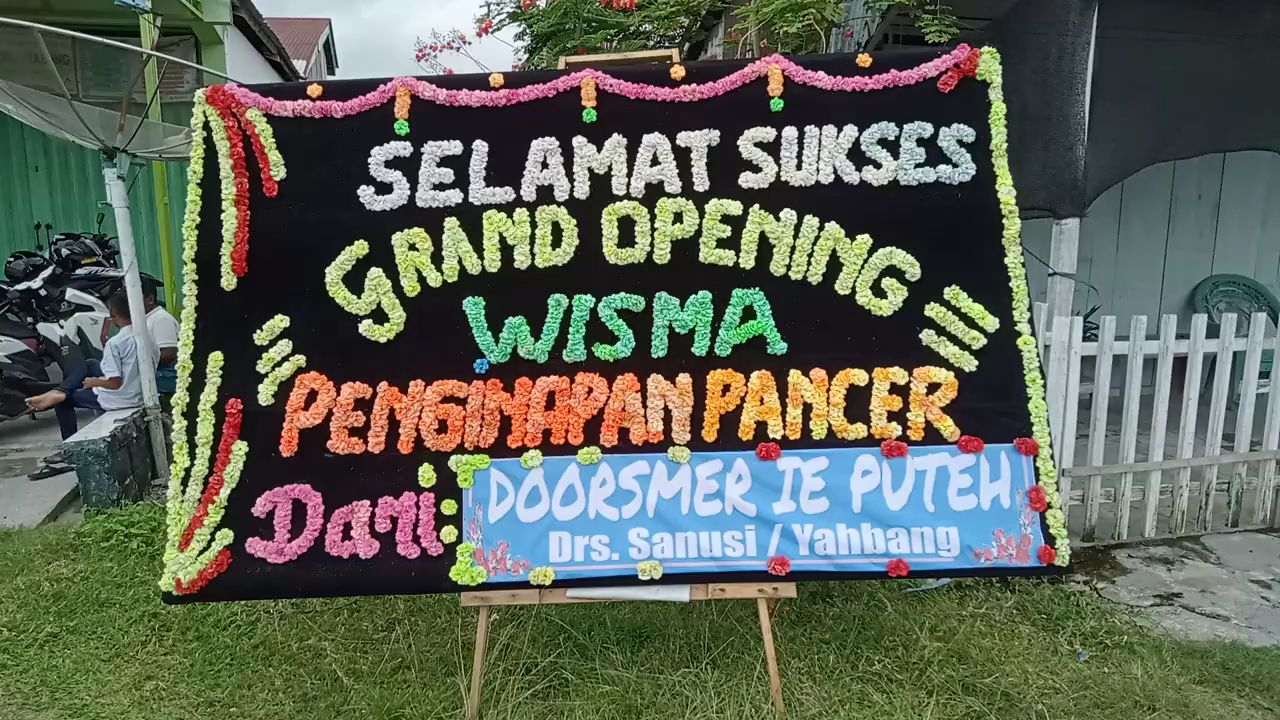 SELAMAT SUKSES
GRAND OPENING
WISMA
PENGINAPAN PANCER
Dari:
DOORSMER IE PUTEH
Drs. Sanusi / Yahbang